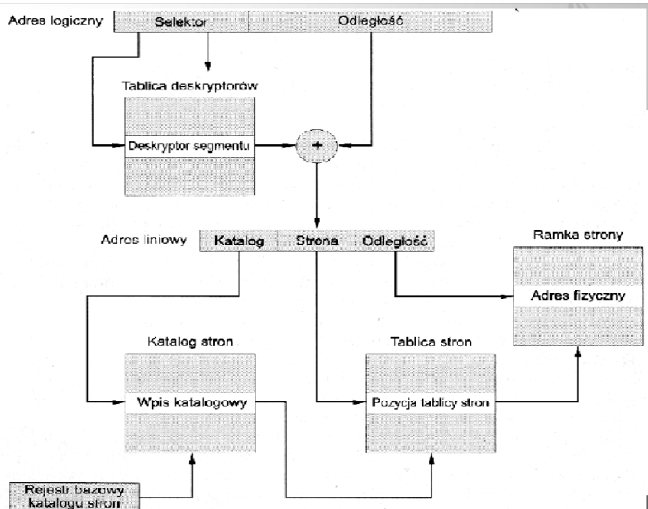 Adres logiczny
Selektor
Odległość
Tablica deskryptorów
Deskryptor segmentu
+
Adres liniowy
Katalog
Strona
Odległość
Ramka strony
Adres fizyczny
Katalog stron
Tablica stron
Wpis katalogowy
Pozycja tablicy stron
Rejestr bazowy
katalogu stron